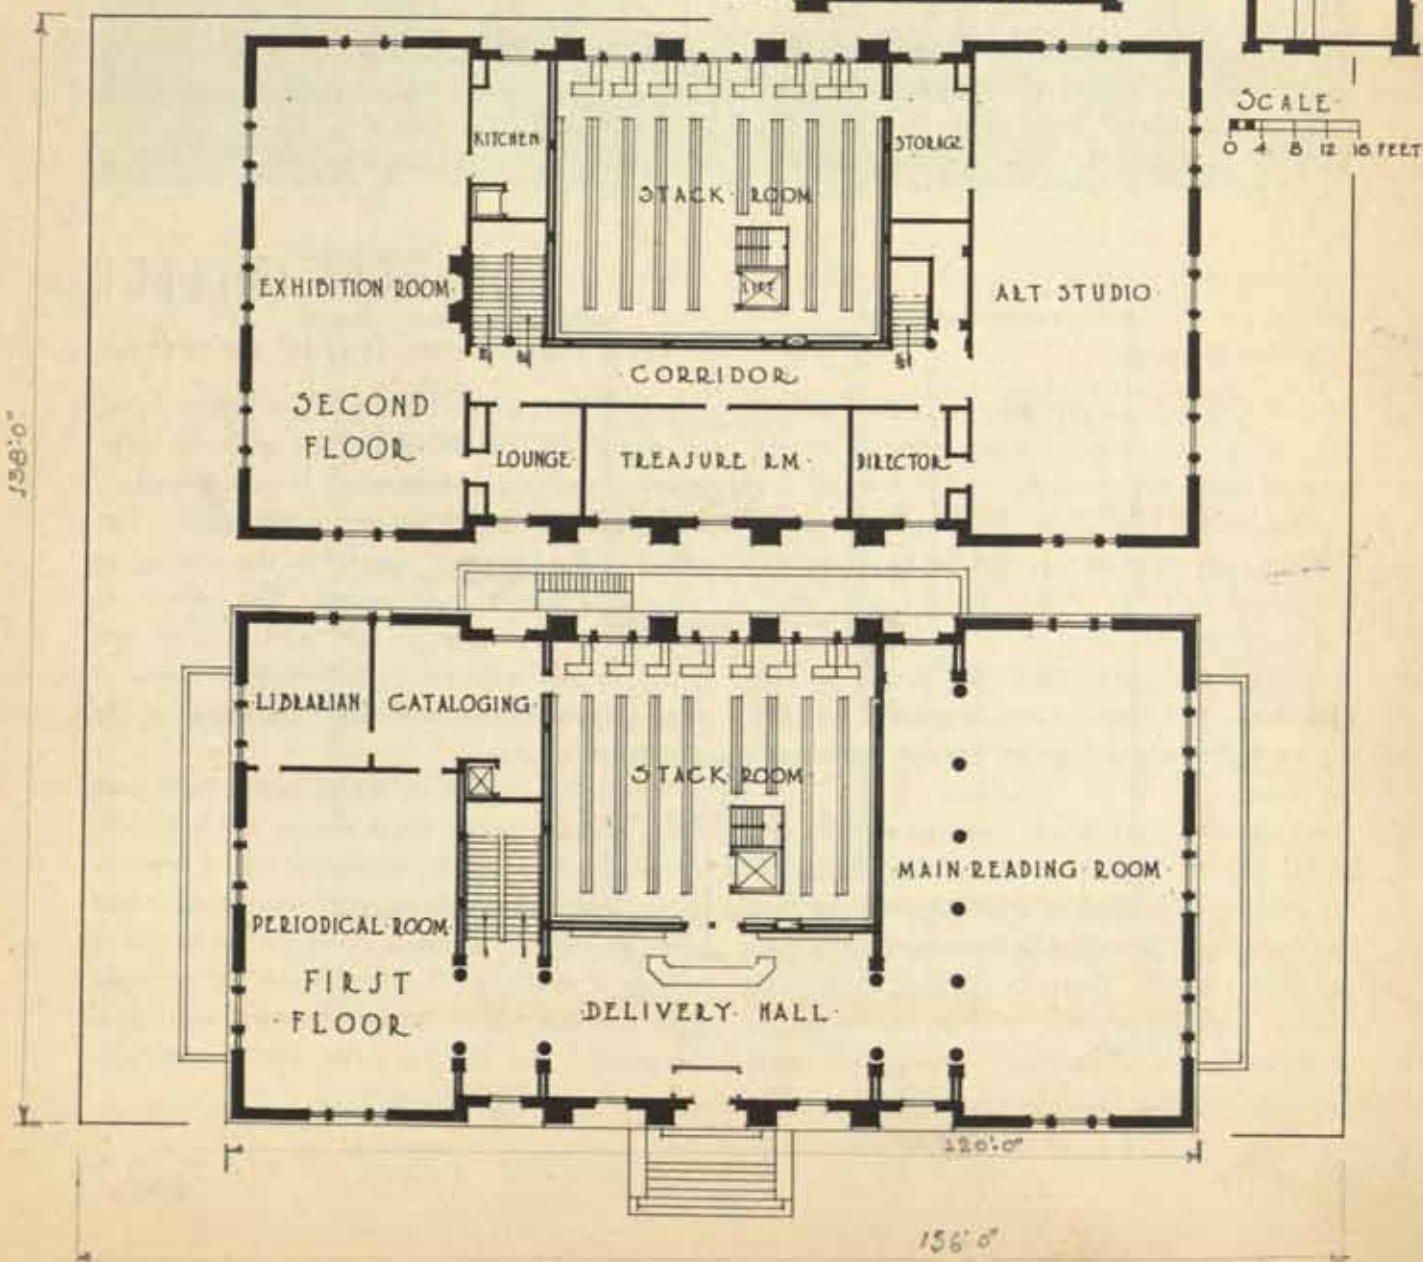 SCALE
0 4 8 12 16 FEET
KITCHEN
STORAGE
STACK ROOM
EXHIBITION ROOM
LIFT
ART STUDIO
CORRIDOR
SECOND
FLOOR
LOUNGE
TREASURE RM.
DIRECTOR
138'-0"
LIBRARIAN
CATALOGING
STACK ROOM
MAIN READING ROOM
PERIODICAL ROOM
FIRST
FLOOR
DELIVERY HALL
120'-0"
156'-0"